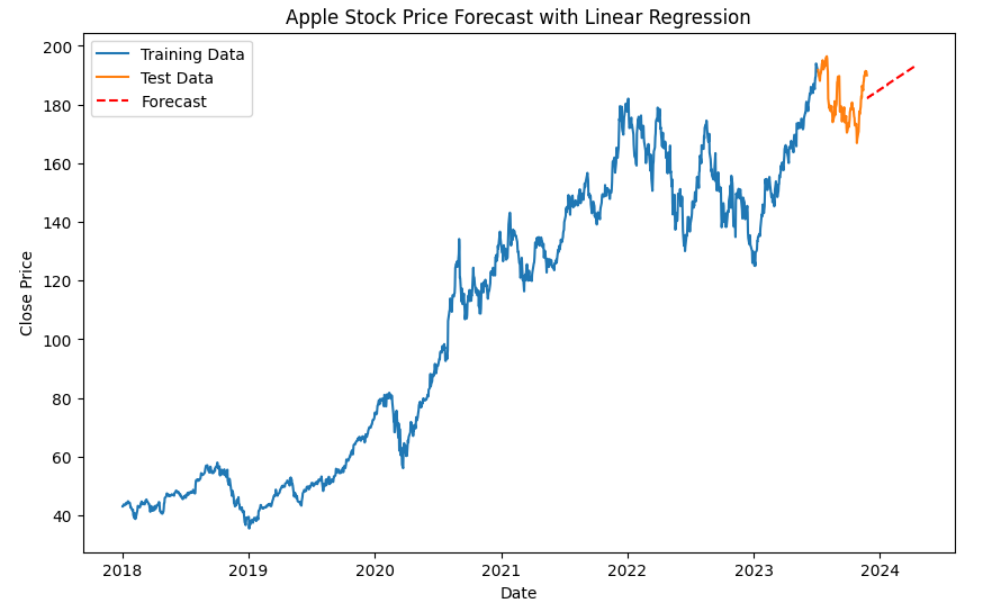 Apple Stock Price Forecast with Linear Regression
Training Data
Test Data
Forecast
200
180
160
140
120
100
80
60
40
Close Price
2018 2019 2020 2021 2022 2023 2024
Date